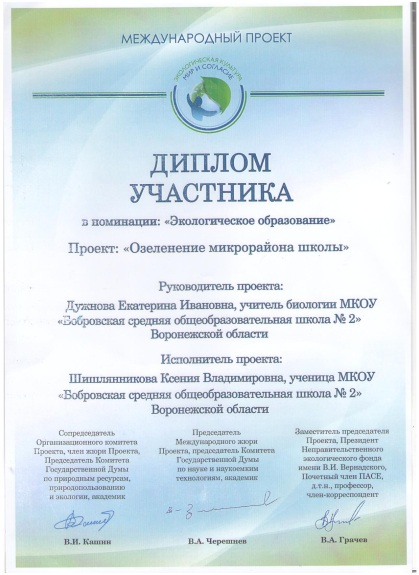 МЕЖДУНАРОДНЫЙ ПРОЕКТ
ЭКОЛОГИЧЕСКАЯ КУЛЬТУРА
МИР И СОГЛАСИЕ
ДИПЛОМ
УЧАСТНИКА
в номинации: «Экологическое образование»
Проект: «Озеленение микрорайона школы»
Руководитель проекта:
Дужнова Екатерина Ивановна, учитель биологии МКОУ
«Бобровская средняя общеобразовательная школа № 2»
Воронежской области
Исполнитель проекта:
Шишлянникова Ксения Владимировна, ученица МКОУ
«Бобровская средняя общеобразовательная школа № 2»
Воронежской области
Сопредседатель
Организационного комитета
Проекта, член жюри Проекта,
Председатель Комитета
Государственной Думы
по природным ресурсам,
природопользованию
и экологии, академик
В.И. Кашин
Председатель
Международного жюри
Проекта, председатель Комитета
Государственной Думы
по науке и наукоемким
технологиям, академик
В.А. Черешнев
Заместитель председателя
Проекта, Президент
Неправительственного
экологического фонда
имени В.И. Вернадского,
Почетный член ПАСЕ,
д.т.н., профессор,
член-корреспондент
В.А. Грачев